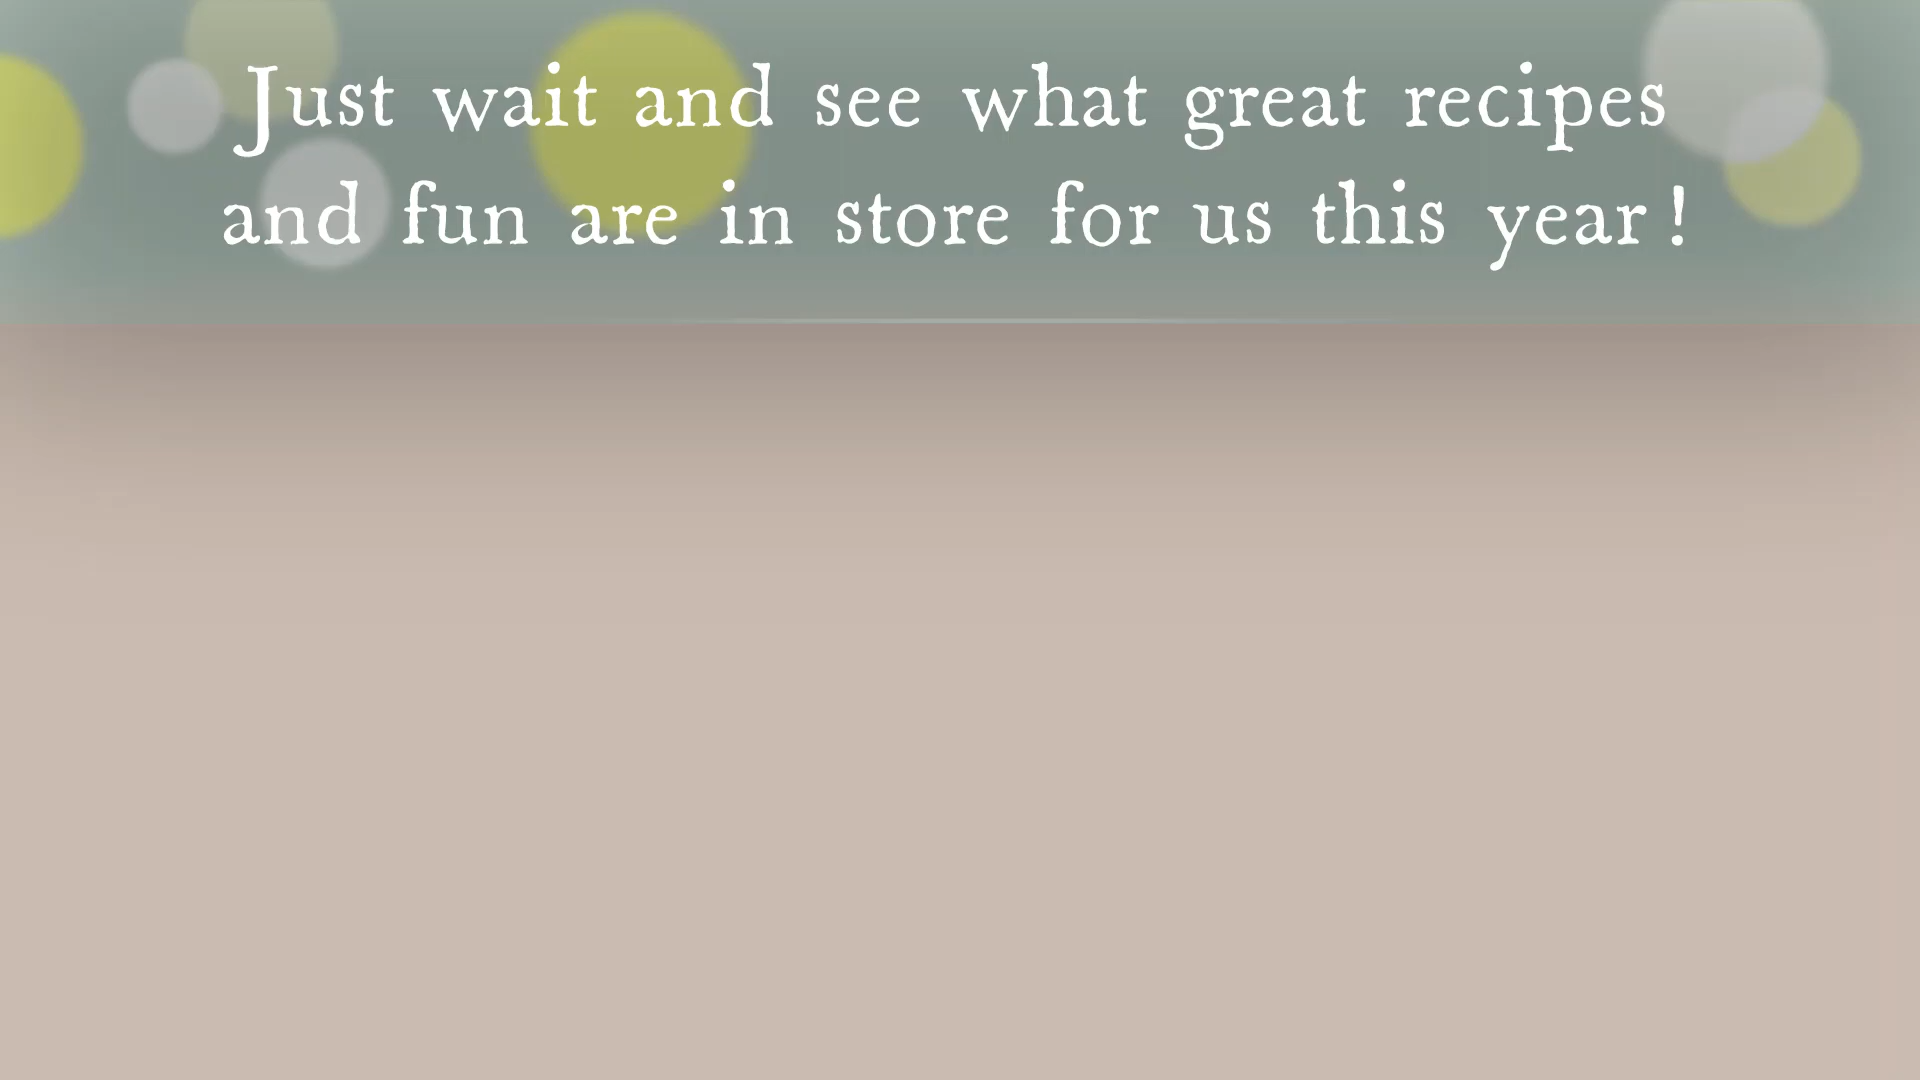 Just wait and see what great recipes
and fun are in store for us this year!